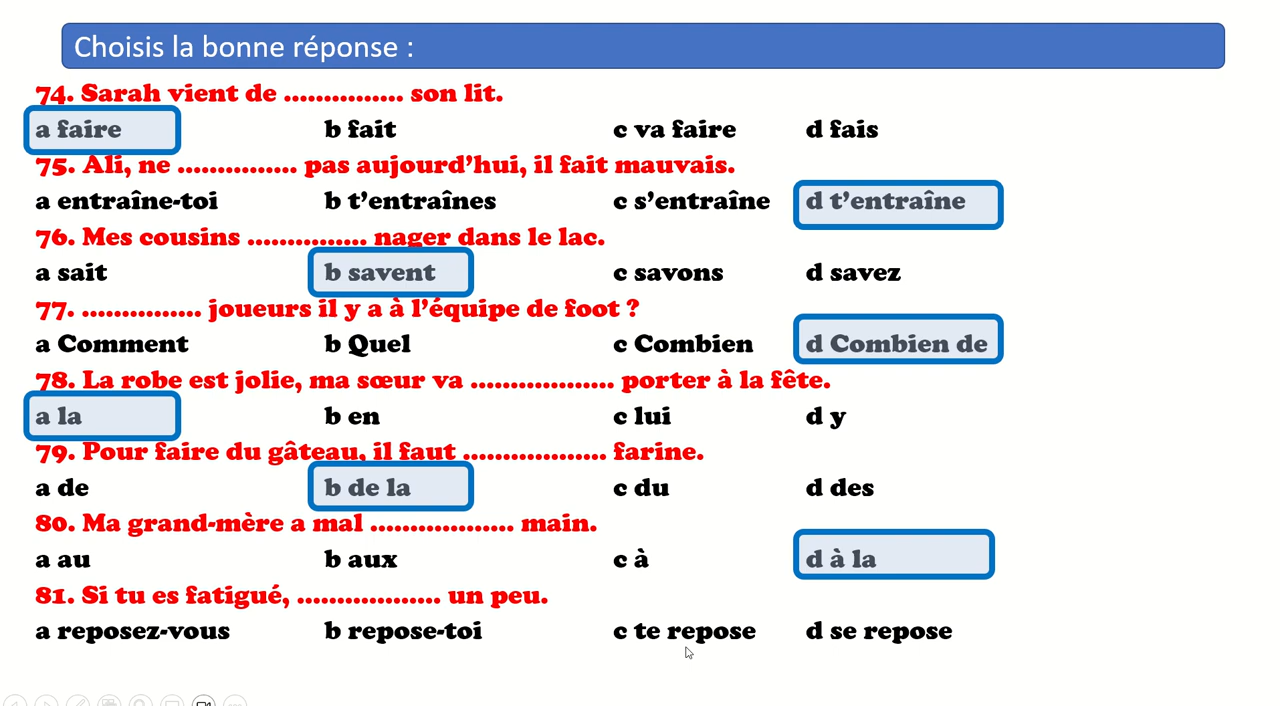 Choisis la bonne réponse :
74. Sarah vient de …............ son lit.
a faire b fait c va faire d fais
75. Ali, ne …............ pas aujourd’hui, il fait mauvais.
a entraîne-toi b t’entraînes c s’entraîne d t’entraîne
76. Mes cousins …............ nager dans le lac.
a sait b savent c savons d savez
77. …............ joueurs il y a à l’équipe de foot ?
a Comment b Quel c Combien d Combien de
78. La robe est jolie, ma sœur va …............... porter à la fête.
a la b en c lui d y
79. Pour faire du gâteau, il faut …............... farine.
a de b de la c du d des
80. Ma grand-mère a mal …............... main.
a au b aux c à d à la
81. Si tu es fatigué, …............... un peu.
a reposez-vous b repose-toi c te repose d se repose